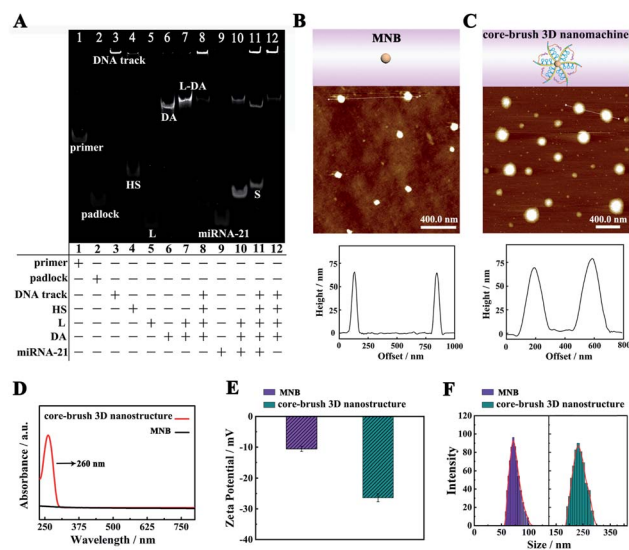 A
1 2 3 4 5 6 7 8 9 10 11 12
DNA track
L-DA
DA
primer
HS
S
padlock
L
miRNA-21
1 2 3 4 5 6 7 8 9 10 11 12
primer + − − − − − − − − − − −
padlock − + − − − − − − − − − −
DNA track − − + − − − − + − − + +
HS − − − + − − − + − − + +
L − − − − + − + + − + + +
DA − − − − − + + + − + + +
miRNA-21 − − − − − − − − + + + −
B
MNB
400.0 nm
Height / nm
75
50
25
0
0 200 400 600 800 1000
Offset / nm
C
core-brush 3D nanomachine
400.0 nm
Height / nm
75
50
25
0
0 200 400 600 800
Offset / nm
D
core-brush 3D nanostructure
MNB
260 nm
Absorbance / a.u.
250 375 500 625 750
Wavelength / nm
E
MNB
core-brush 3D nanostructure
Zeta Potential / mV
0
-10
-20
-30
-40
F
MNB
core-brush 3D nanostructure
Intensity
120
100
80
60
40
20
0
0 50 100 150 250 350
Size / nm